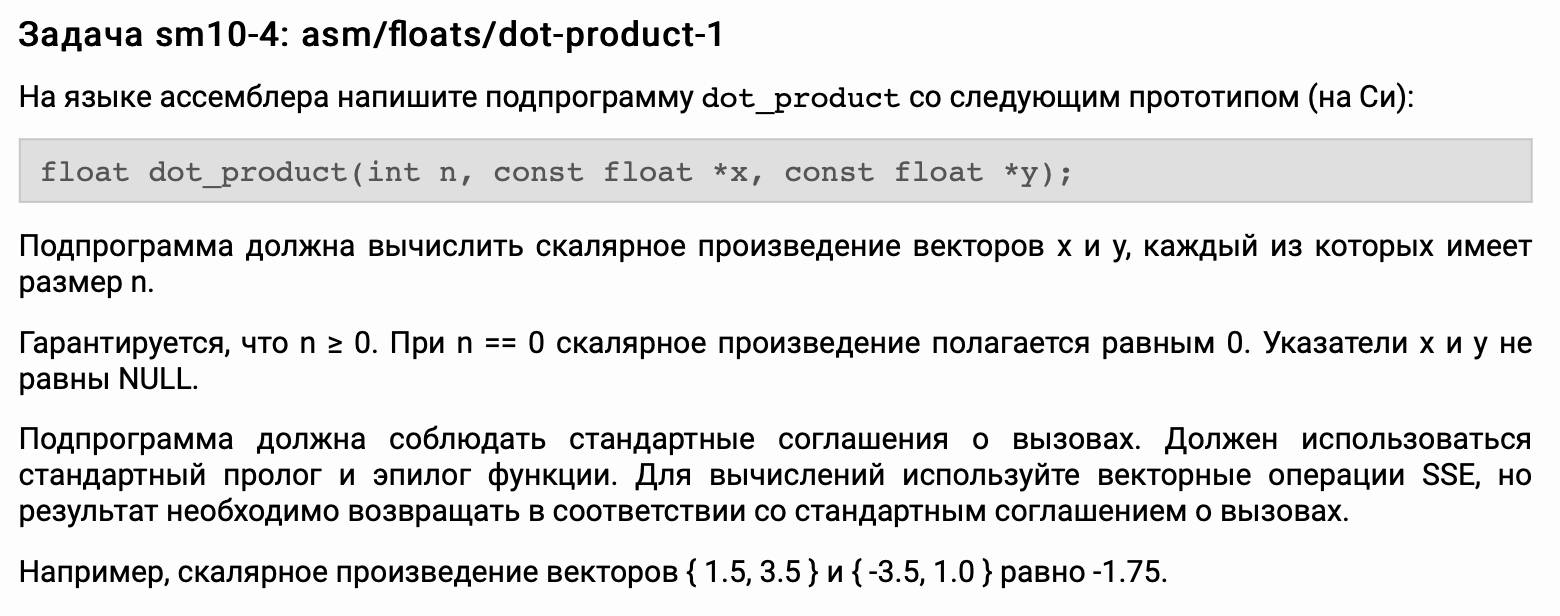 Задача sm10-4: asm/floats/dot-product-1
На языке ассемблера напишите подпрограмму dot_product со следующим прототипом (на Си):
float dot_product(int n, const float *x, const float *y);
Подпрограмма должна вычислить скалярное произведение векторов x и y, каждый из которых имеет
размер n.
Гарантируется, что n ≥ 0. При n == 0 скалярное произведение полагается равным 0. Указатели x и y не
равны NULL.
Подпрограмма должна соблюдать стандартные соглашения о вызовах. Должен использоваться
стандартный пролог и эпилог функции. Для вычислений используйте векторные операции SSE, но
результат необходимо возвращать в соответствии со стандартным соглашением о вызовах.
Например, скалярное произведение векторов { 1.5, 3.5 } и { -3.5, 1.0 } равно -1.75.